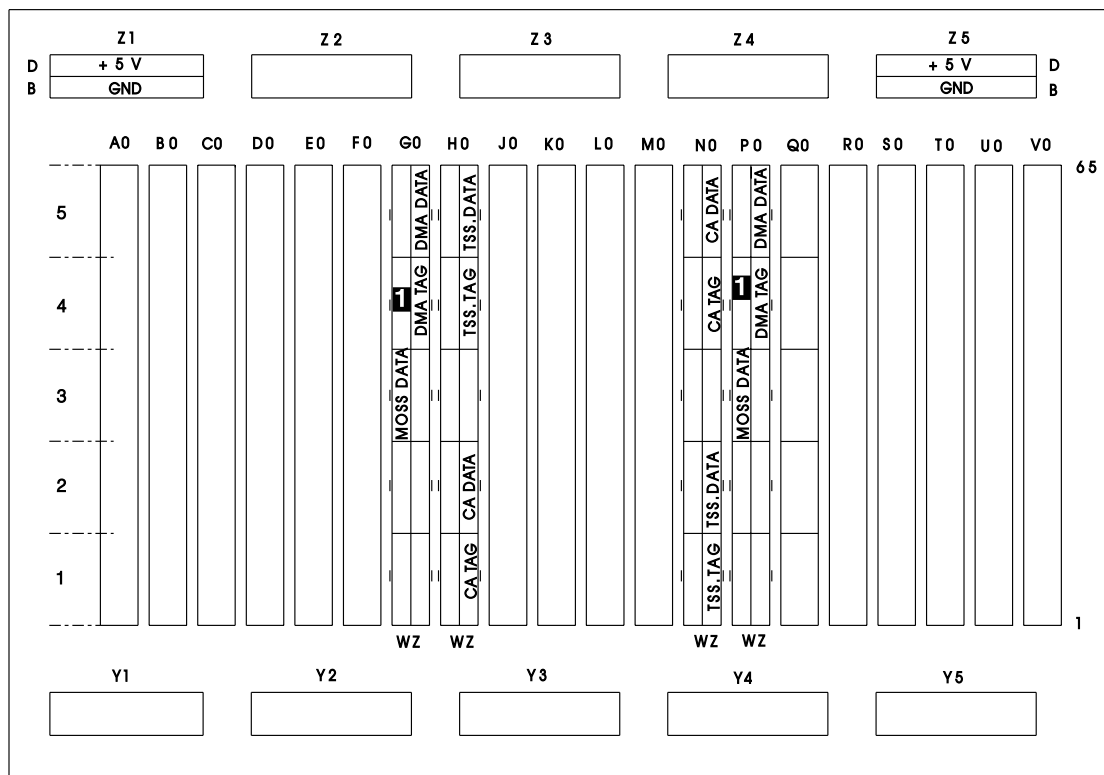 Z1 Z2 Z3 Z4 Z5
D + 5 V + 5 V D
B GND GND B
A0 B0 C0 D0 E0 F0 G0 H0 J0 K0 L0 M0 N0 P0 Q0 R0 S0 T0 U0 V0
65
5
DMA DATA
TSS.DATA
CA DATA
DMA DATA
4
1
DMA TAG
TSS.TAG
CA TAG
1
DMA TAG
3
MOSS DATA
MOSS DATA
2
CA DATA
TSS.DATA
1
CA TAG
TSS.TAG
1
WZ WZ WZ WZ
Y1 Y2 Y3 Y4 Y5